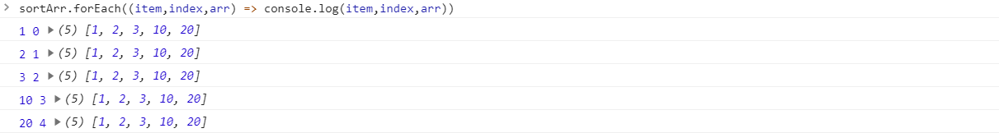 > sortArr.forEach((item,index,arr) => console.log(item,index,arr))
1 0 ▶(5) [1, 2, 3, 10, 20]
2 1 ▶(5) [1, 2, 3, 10, 20]
3 2 ▶(5) [1, 2, 3, 10, 20]
10 3 ▶(5) [1, 2, 3, 10, 20]
20 4 ▶(5) [1, 2, 3, 10, 20]